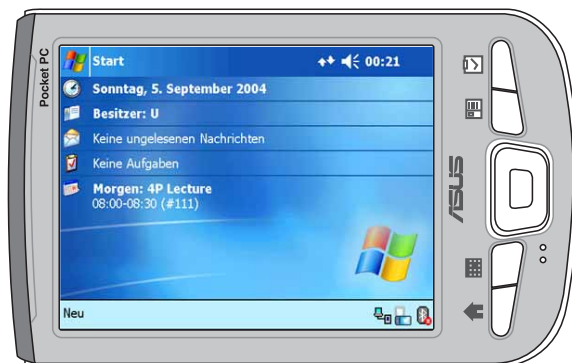 Pocket PC
Start 00:21
Sonntag, 5. September 2004
Besitzer: U
Keine ungelesenen Nachrichten
Keine Aufgaben
Morgen: 4P Lecture
08:00-08:30 (#111)
Neu
ASUS